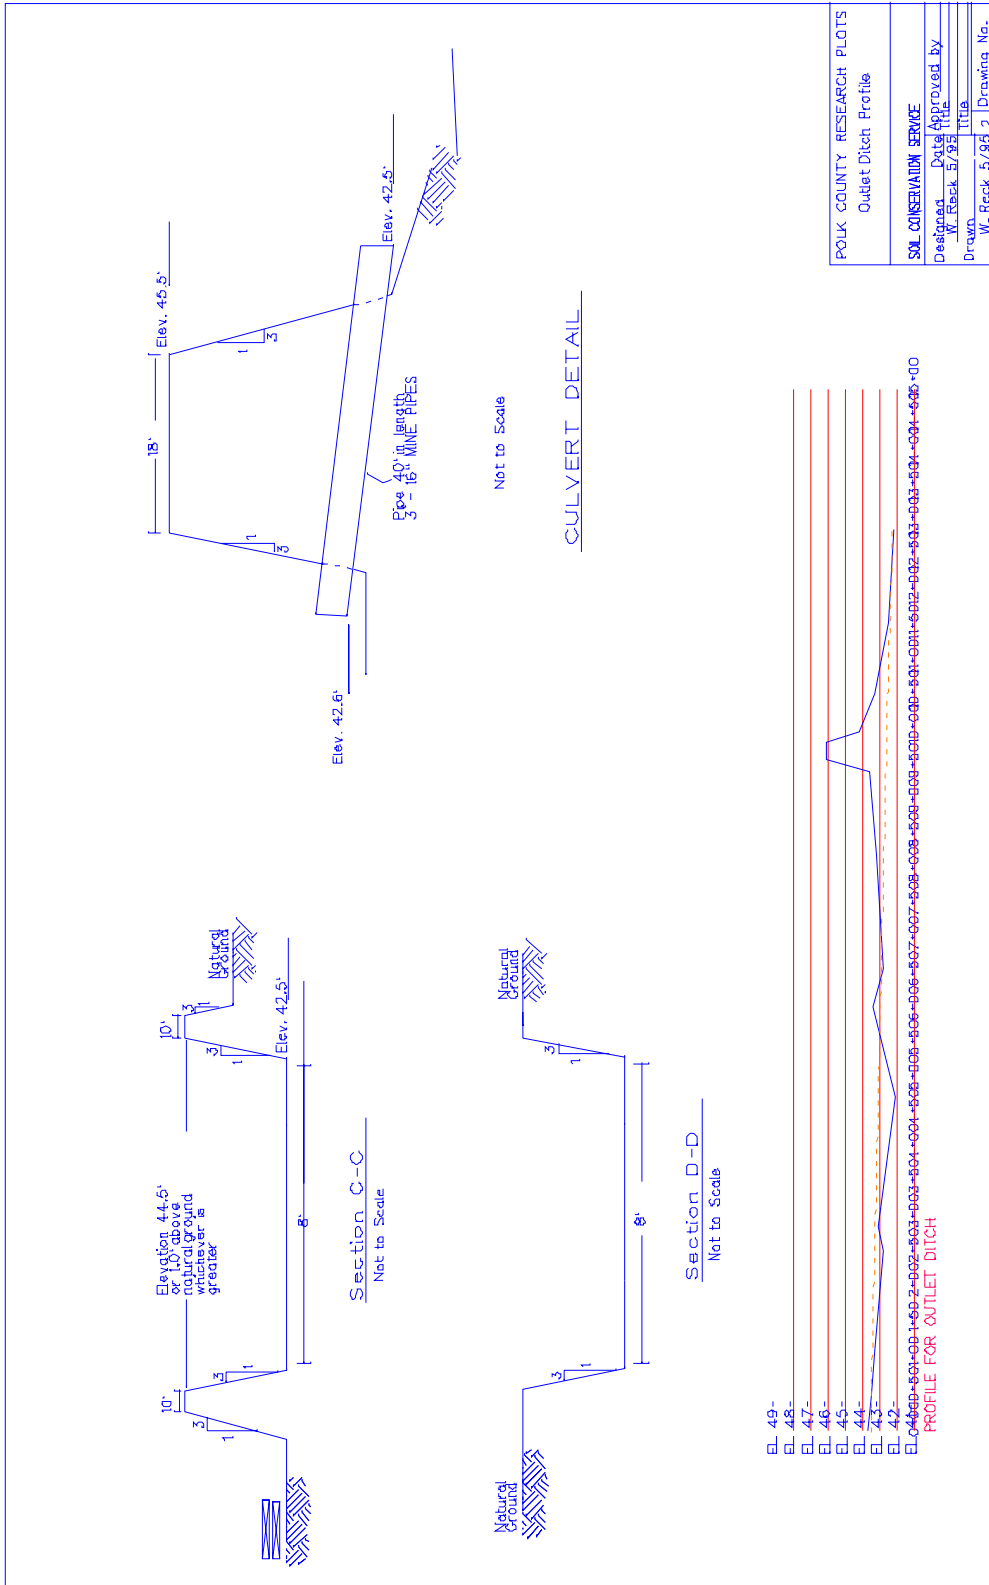 Elevation 44.5'
or 1.0' above
natural ground
whichever is
greater
10'
3
1
3
1
3
1
10'
3
1
Natural
Ground
Elev. 42.5'
8'
Section C-C
Not to Scale
Natural
Ground
3
1
3
1
Natural
Ground
8'
Section D-D
Not to Scale
18'
Elev. 45.5'
1
3
1
3
Elev. 42.6'
Elev. 42.5'
Pipe 40' in length
3 - 16" MINE PIPES
Not to Scale
CULVERT DETAIL
EL 49-
EL 48-
EL 47-
EL 46-
EL 45-
EL 44-
EL 43-
EL 42-
EL
PROFILE FOR OUTLET DITCH
POLK COUNTY RESEARCH PLOTS
Outlet Ditch Profile
SOIL CONSERVATION SERVICE
Designed Date Approved by
W. Reck 5/95 Title
Drawn Title
W. Reck 5/95 Drawing No.